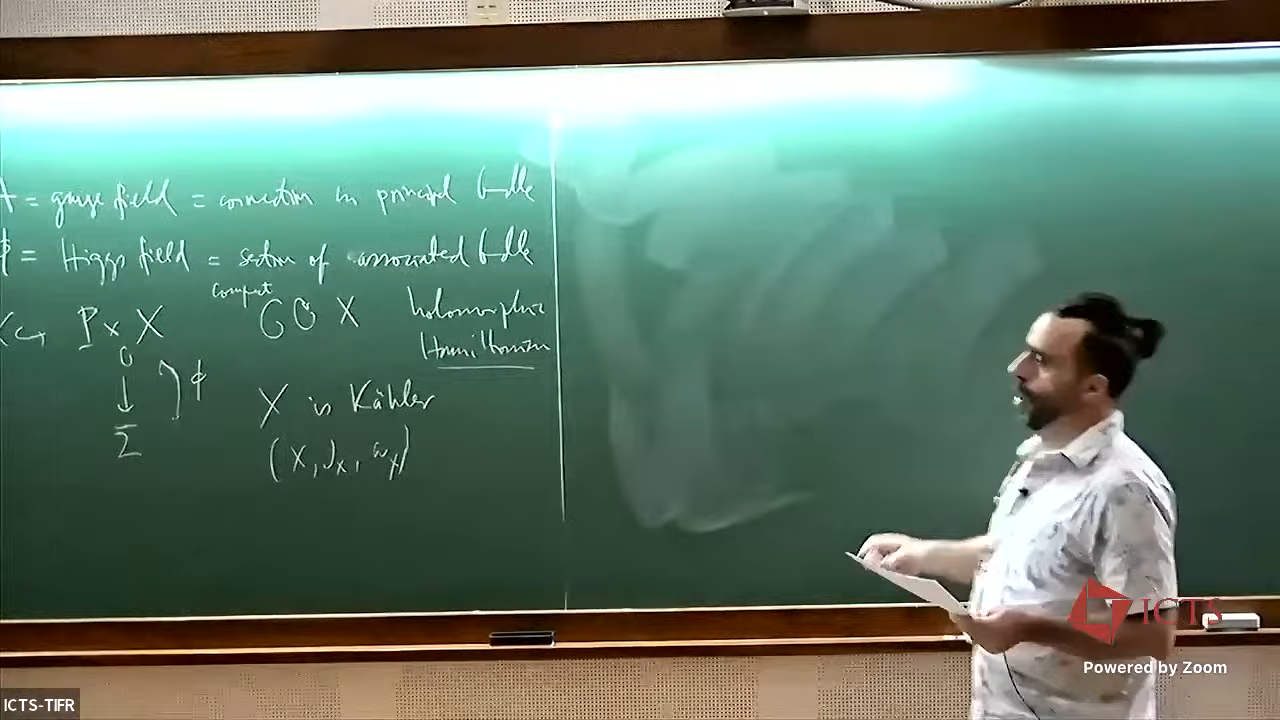 A = gauge field = connection in principal bundle
ϕ = Higgs field = section of associated bundle
X ↪ P ×_G X
compact
G ↻ X
holomorphic
Hamiltonian
↓
ϕ
Σ
X is Kähler
(X, J_X, ω_X)
ICTS
Powered by Zoom
ICTS-TIFR